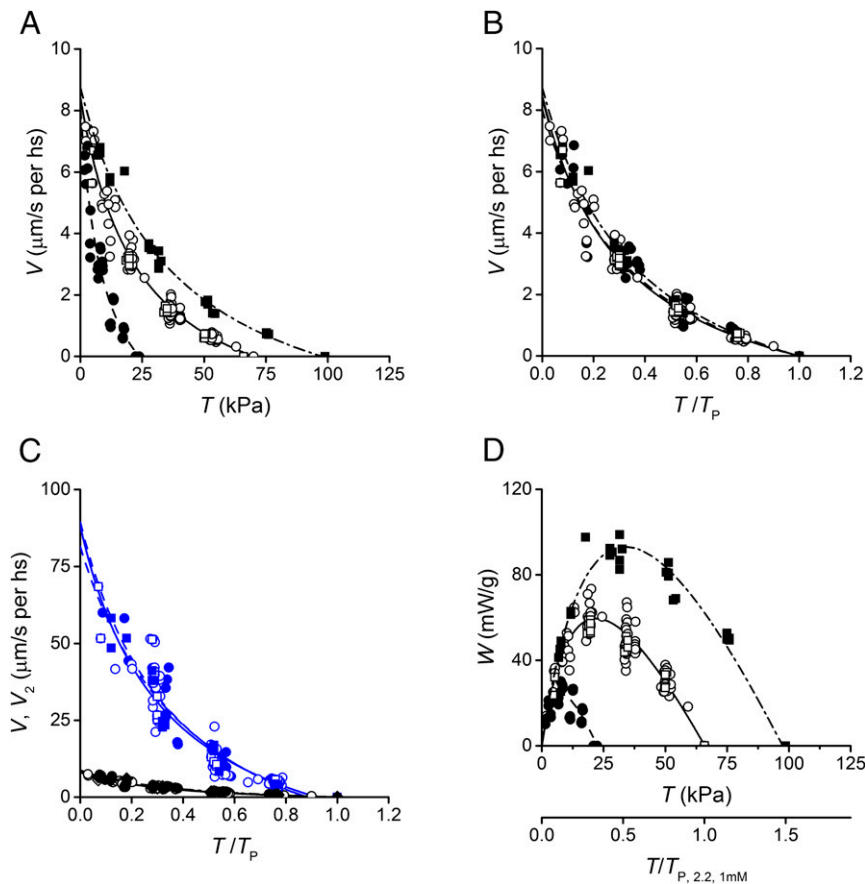 A
10
8
6
4
2
0
V (μm/s per hs)
0 25 50 75 100 125
T (kPa)
B
10
8
6
4
2
0
V (μm/s per hs)
0.0 0.2 0.4 0.6 0.8 1.0 1.2
T/T_P
C
100
75
50
25
0
V, V_2 (μm/s per hs)
0.0 0.2 0.4 0.6 0.8 1.0 1.2
T/T_P
D
120
80
40
0
W (mW/g)
0 25 50 75 100 125
T (kPa)
0.0 0.5 1.0 1.5
T/T_P, 2.2, 1mM